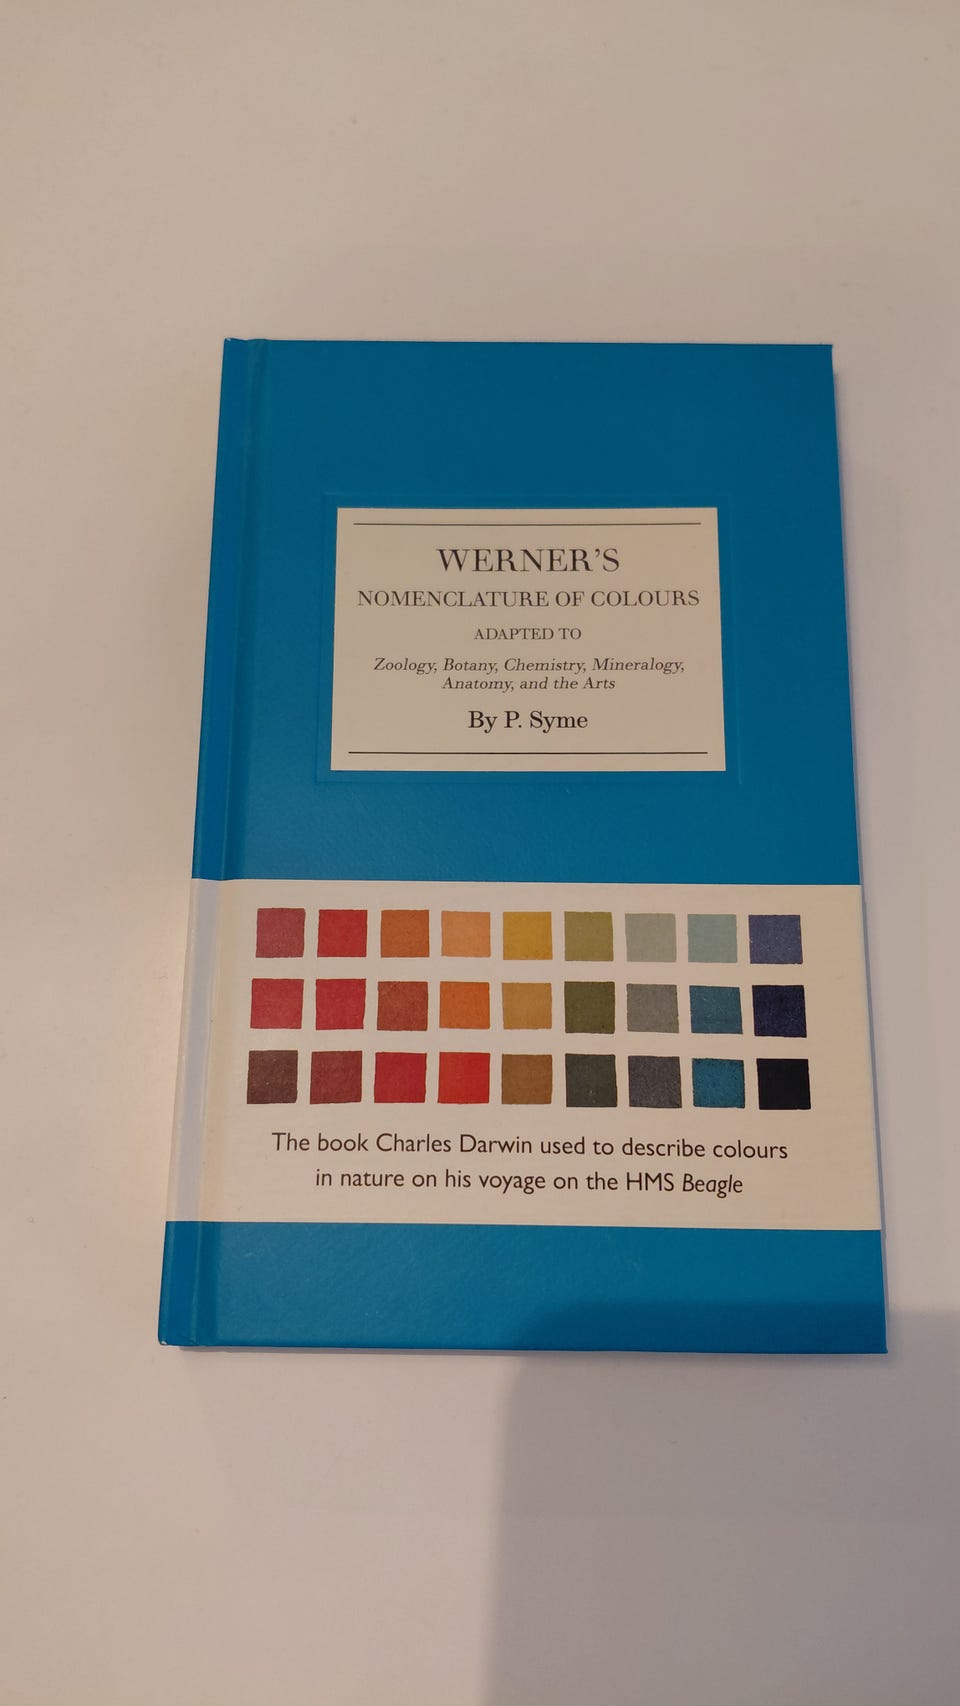 WERNER'S
NOMENCLATURE OF COLOURS
ADAPTED TO
Zoology, Botany, Chemistry, Mineralogy,
Anatomy, and the Arts
By P. Syme
The book Charles Darwin used to describe colours
in nature on his voyage on the HMS Beagle